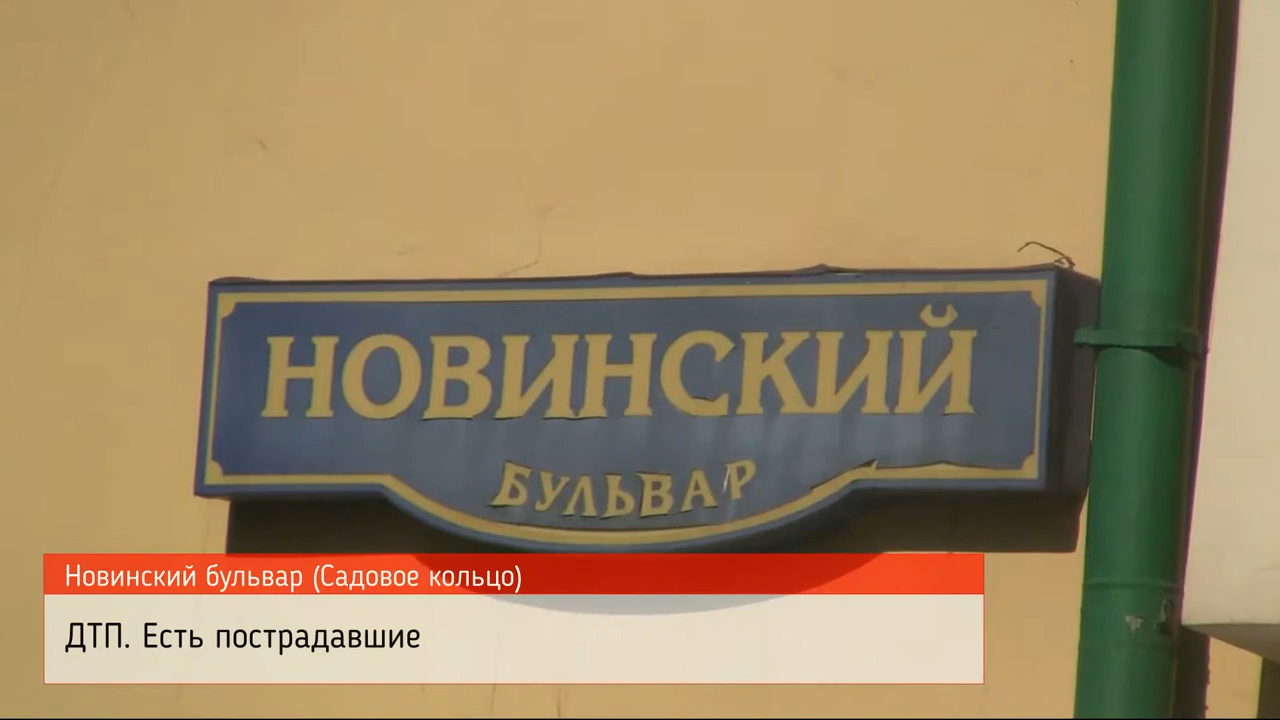 НОВИНСКИЙ
БУЛЬВАР
Новинский бульвар (Садовое кольцо)
ДТП. Есть пострадавшие